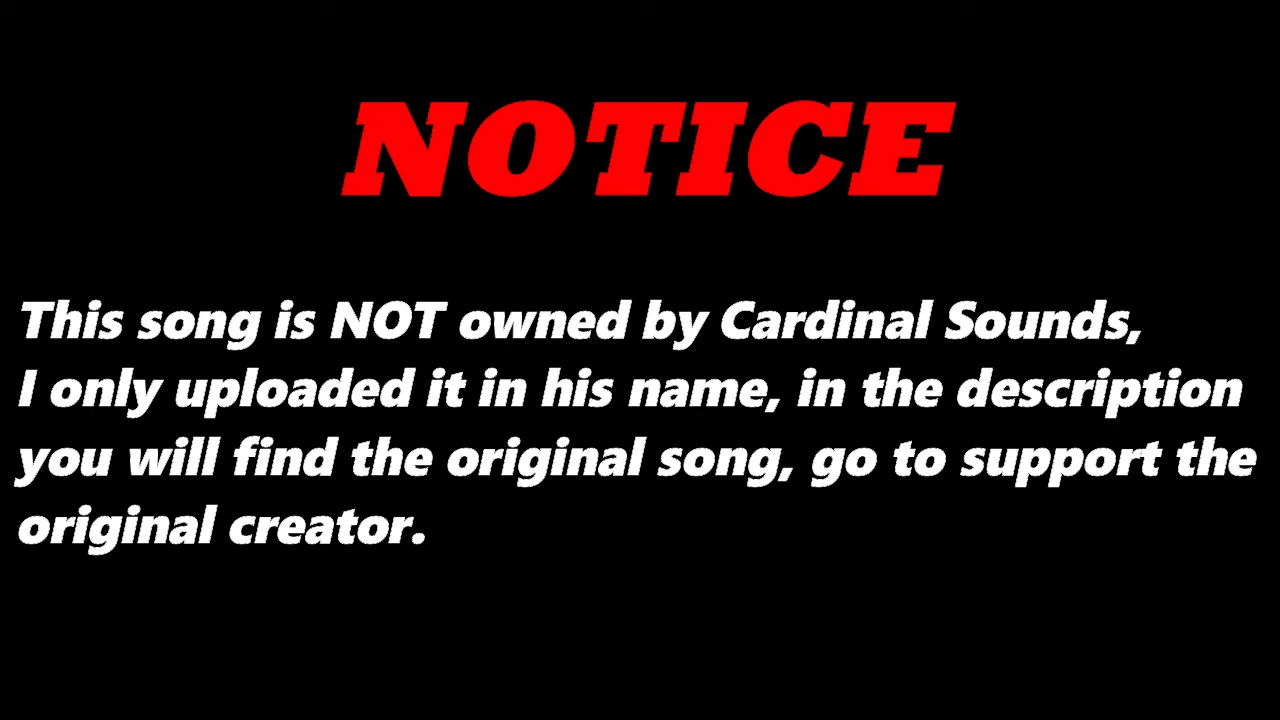 NOTICE
This song is NOT owned by Cardinal Sounds,
I only uploaded it in his name, in the description
you will find the original song, go to support the
original creator.